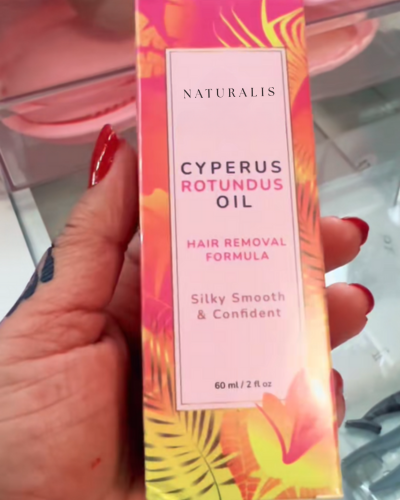 NATURALIS
CYPERUS
ROTUNDUS
OIL
HAIR REMOVAL
FORMULA
Silky Smooth
& Confident
60 ml / 2 fl oz